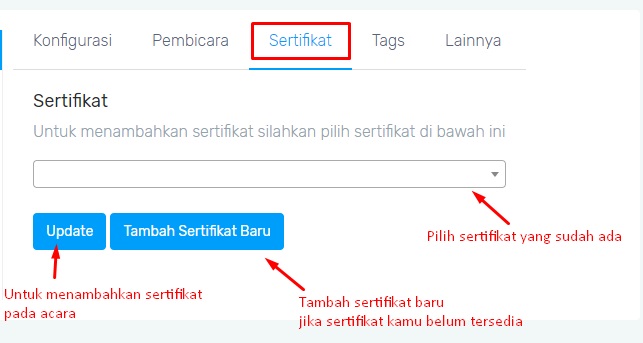 Konfigurasi Pembicara Sertifikat Tags Lainnya
Sertifikat
Untuk menambahkan sertifikat silahkan pilih sertifikat di bawah ini
Pilih sertifikat yang sudah ada
Update Tambah Sertifikat Baru
Untuk menambahkan sertifikat
pada acara
Tambah sertifikat baru
jika sertifikat kamu belum tersedia